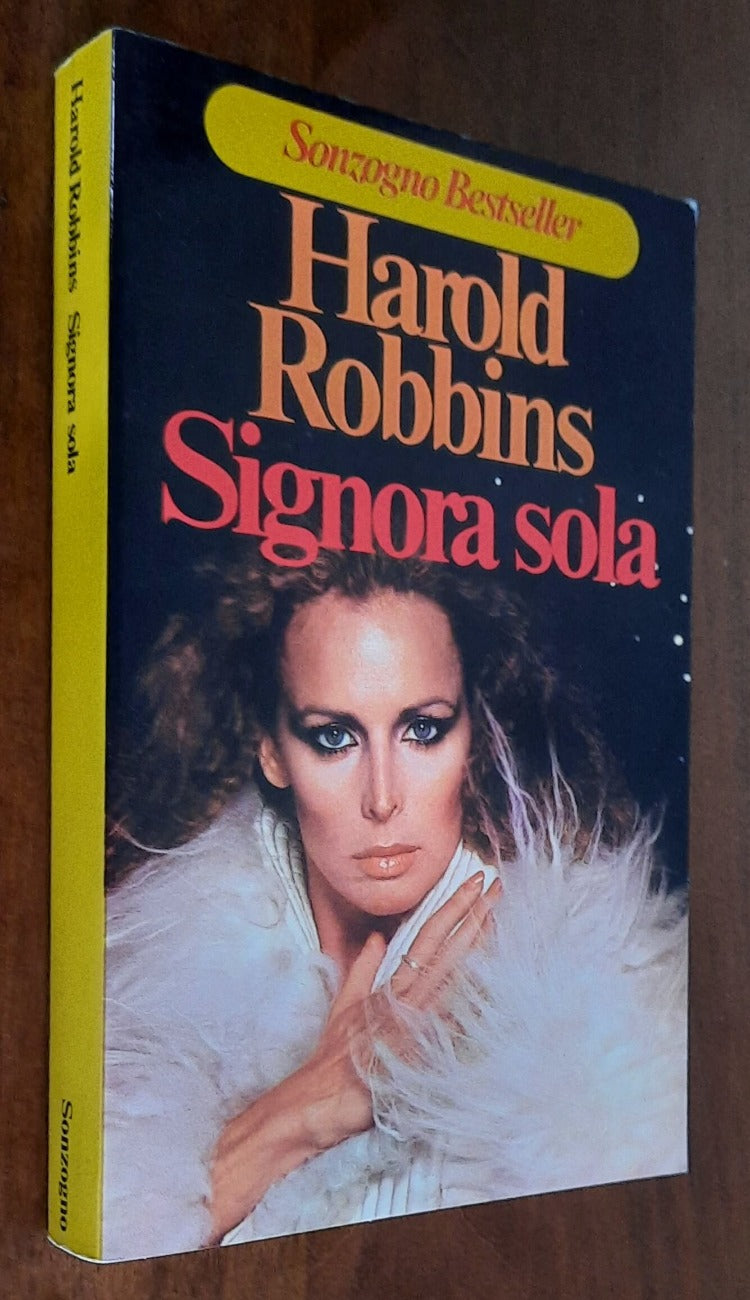 Sonzogno Bestseller
Harold
Robbins
Signora sola
Harold Robbins Signora sola
Sonzogno